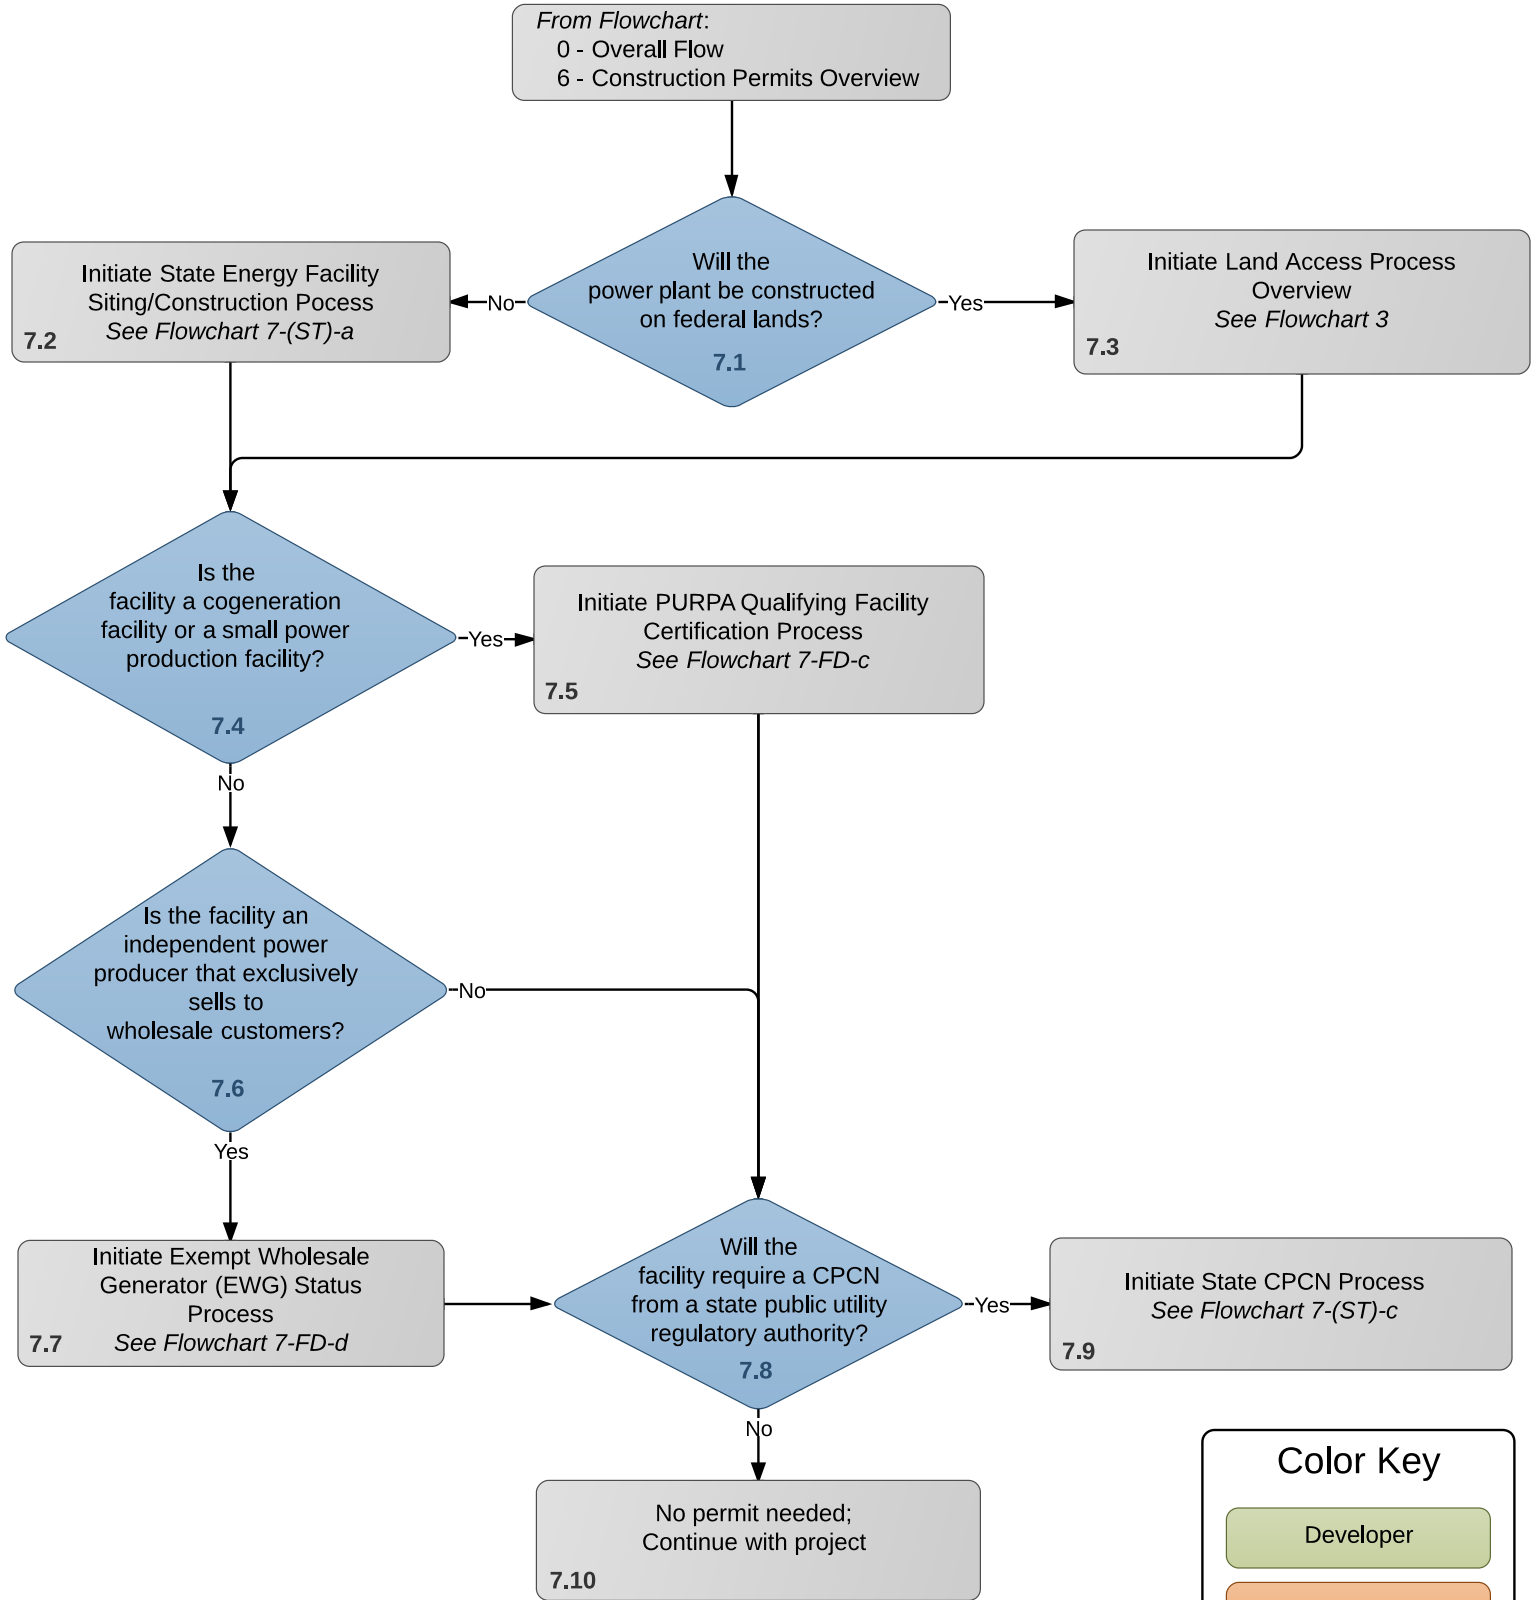 From Flowchart:
0 - Overall Flow
6 - Construction Permits Overview
Will the
power plant be constructed
on federal lands?
7.1
No
Yes
Initiate State Energy Facility
Siting/Construction Pocess
See Flowchart 7-(ST)-a
7.2
Initiate Land Access Process
Overview
See Flowchart 3
7.3
Is the
facility a cogeneration
facility or a small power
production facility?
7.4
Yes
No
Initiate PURPA Qualifying Facility
Certification Process
See Flowchart 7-FD-c
7.5
Is the facility an
independent power
producer that exclusively
sells to
wholesale customers?
7.6
No
Yes
Initiate Exempt Wholesale
Generator (EWG) Status
Process
See Flowchart 7-FD-d
7.7
Will the
facility require a CPCN
from a state public utility
regulatory authority?
7.8
Yes
No
Initiate State CPCN Process
See Flowchart 7-(ST)-c
7.9
No permit needed;
Continue with project
7.10
Color Key
Developer